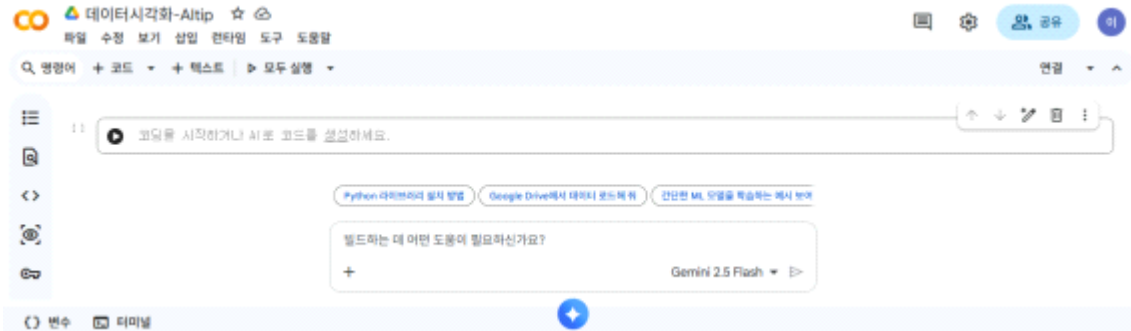 데이터시각화-AItip
공유
이
파일 수정 보기 삽입 런타임 도구 도움말
명령어 + 코드 + 텍스트 모두 실행
연결
[ ]
코딩을 시작하거나 AI로 코드를 생성하세요.
Python 라이브러리 설치 방법 Google Drive에서 데이터 로드해 줘 간단한 ML 모델을 학습하는 예시 보여
빌드하는 데 어떤 도움이 필요하신가요?
+ Gemini 2.5 Flash
변수 터미널